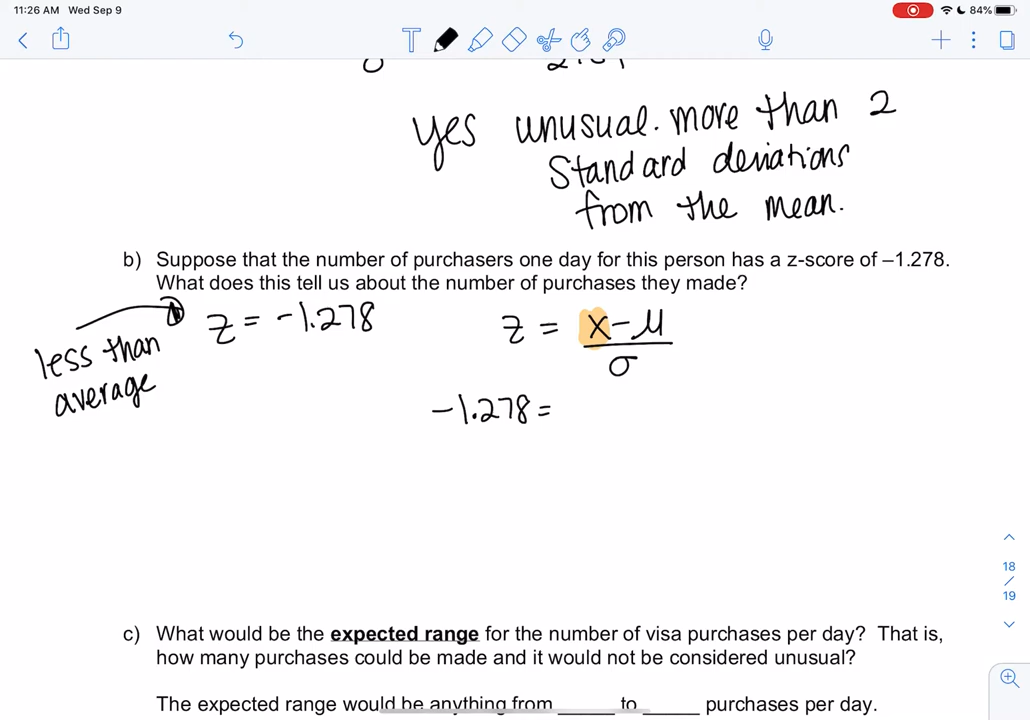 11:26 AM Wed Sep 9
84%
yes unusual. more than 2
standard deviations
from the mean.
b) Suppose that the number of purchasers one day for this person has a z-score of –1.278.
What does this tell us about the number of purchases they made?
z = -1.278
z = x - μ / σ
less than
average
-1.278 =
18
/
19
c) What would be the expected range for the number of visa purchases per day? That is,
how many purchases could be made and it would not be considered unusual?
The expected range would be anything from ______ to ______ purchases per day.